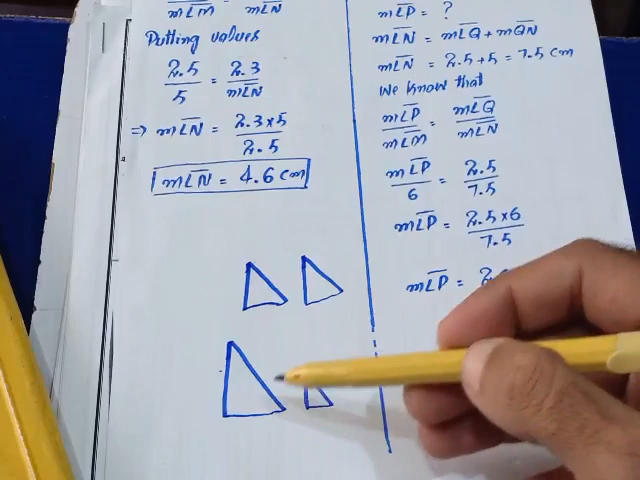 mLM mLN
Putting values
2.5/5 = 2.3/mLN
=> mLN = 2.3×5/2.5
mLN = 4.6 cm
mLP = ?
mLN = mLQ + mQN
mLN = 2.5+5 = 7.5 cm
We know that
mLP/mLM = mLQ/mLN
mLP/6 = 2.5/7.5
mLP = 2.5×6/7.5
mLP = 2.